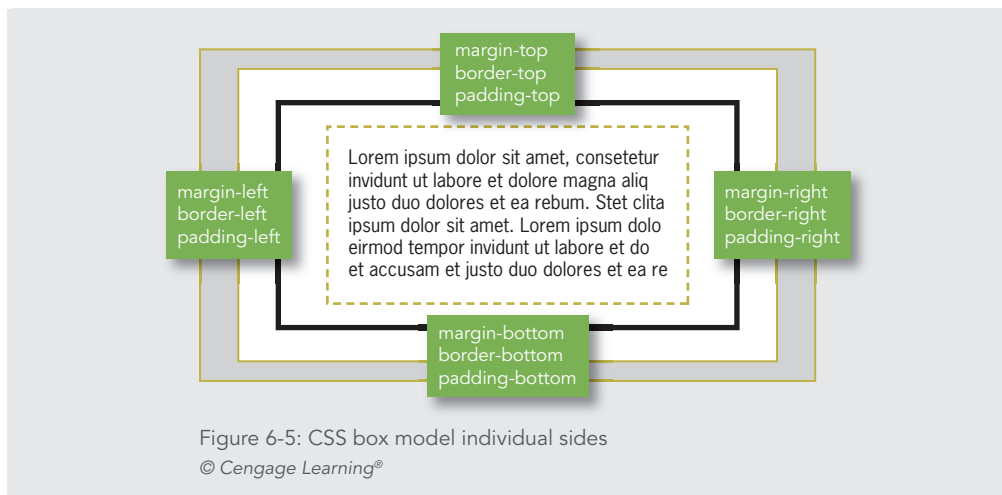 margin-top
border-top
padding-top
margin-left
border-left
padding-left
Lorem ipsum dolor sit amet, consetetur
invidunt ut labore et dolore magna aliq
justo duo dolores et ea rebum. Stet clita
ipsum dolor sit amet. Lorem ipsum dolo
eirmod tempor invidunt ut labore et do
et accusam et justo duo dolores et ea re
margin-right
border-right
padding-right
margin-bottom
border-bottom
padding-bottom
Figure 6-5: CSS box model individual sides
© Cengage Learning®